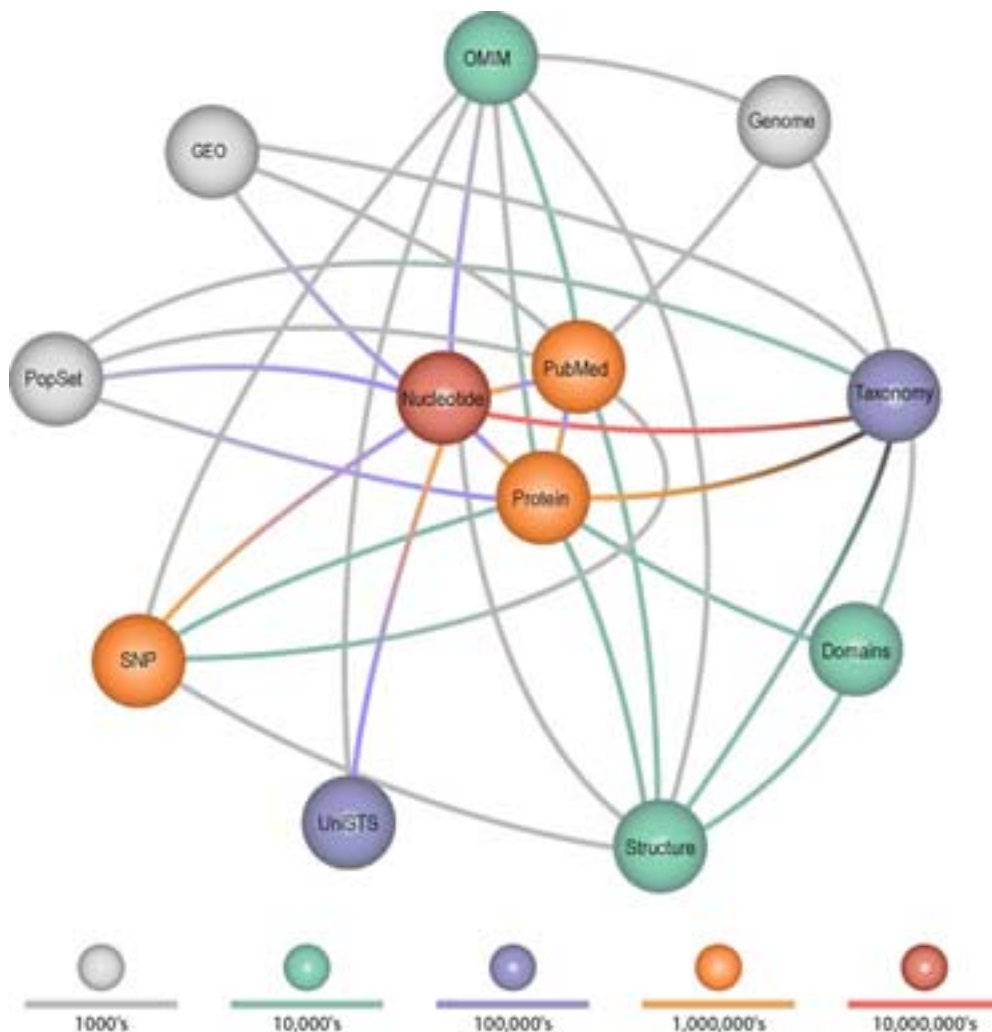 OMIM
Genome
GEO
PubMed
PopSet
Nucleotide
Taxonomy
Protein
SNP
Domains
UniSTS
Structure
1000's
10,000's
100,000's
1,000,000's
10,000,000's